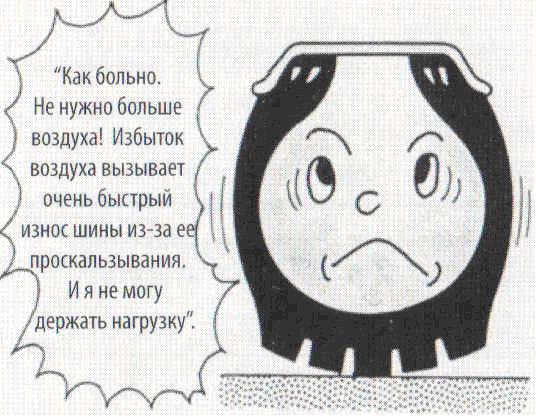 “Как больно.
Не нужно больше
воздуха! Избыток
воздуха вызывает
очень быстрый
износ шины из-за ее
проскальзывания.
И я не могу
держать нагрузку”.